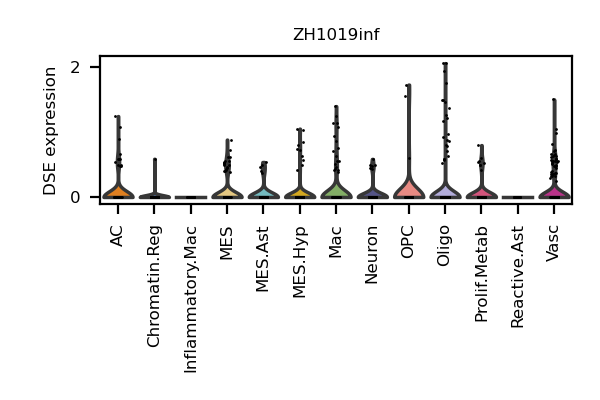 ZH1019inf
DSE expression
2
0
AC
Chromatin.Reg
Inflammatory.Mac
MES
MES.Ast
MES.Hyp
Mac
Neuron
OPC
Oligo
Prolif.Metab
Reactive.Ast
Vasc